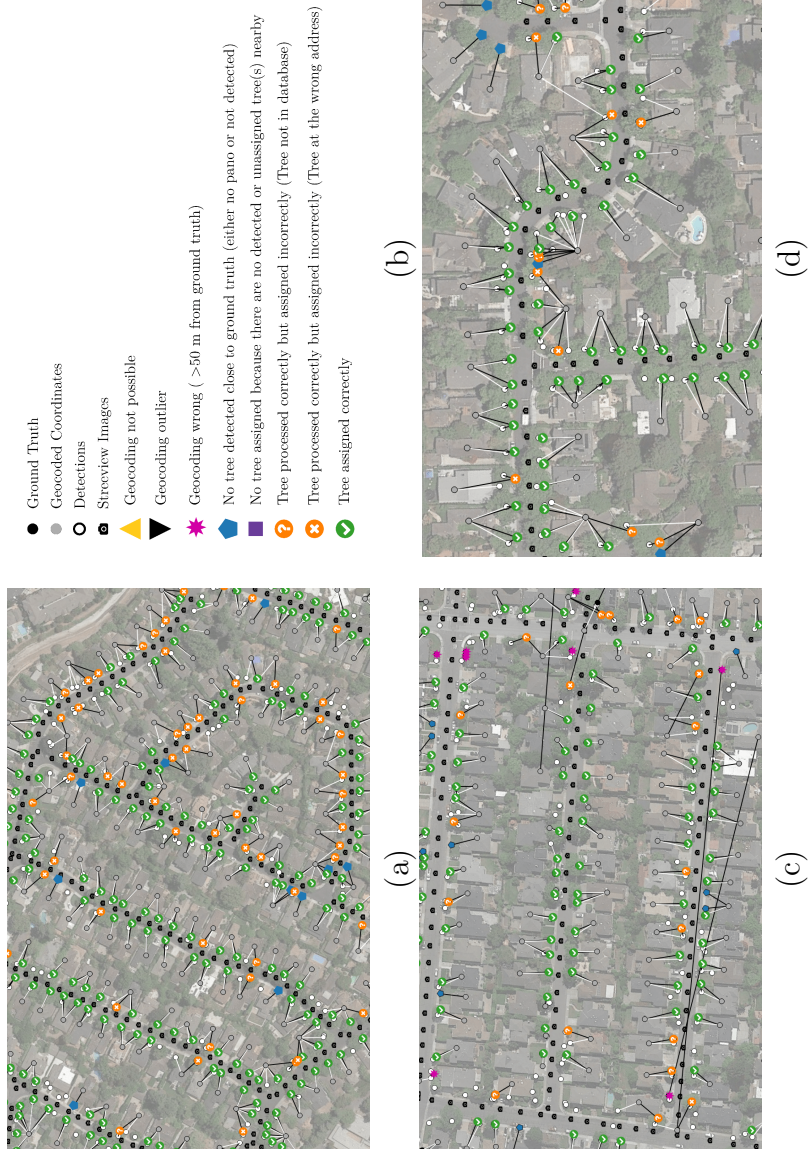 Ground Truth
Geocoded Coordinates
Detections
Streetview Images
Geocoding not possible
Geocoding outlier
Geocoding wrong ( >50 m from ground truth)
No tree detected close to ground truth (either no pano or not detected)
No tree assigned because there are no detected or unassigned tree(s) nearby
Tree processed correctly but assigned incorrectly (Tree not in database)
Tree processed correctly but assigned incorrectly (Tree at the wrong address)
Tree assigned correctly
(a)
(b)
(c)
(d)